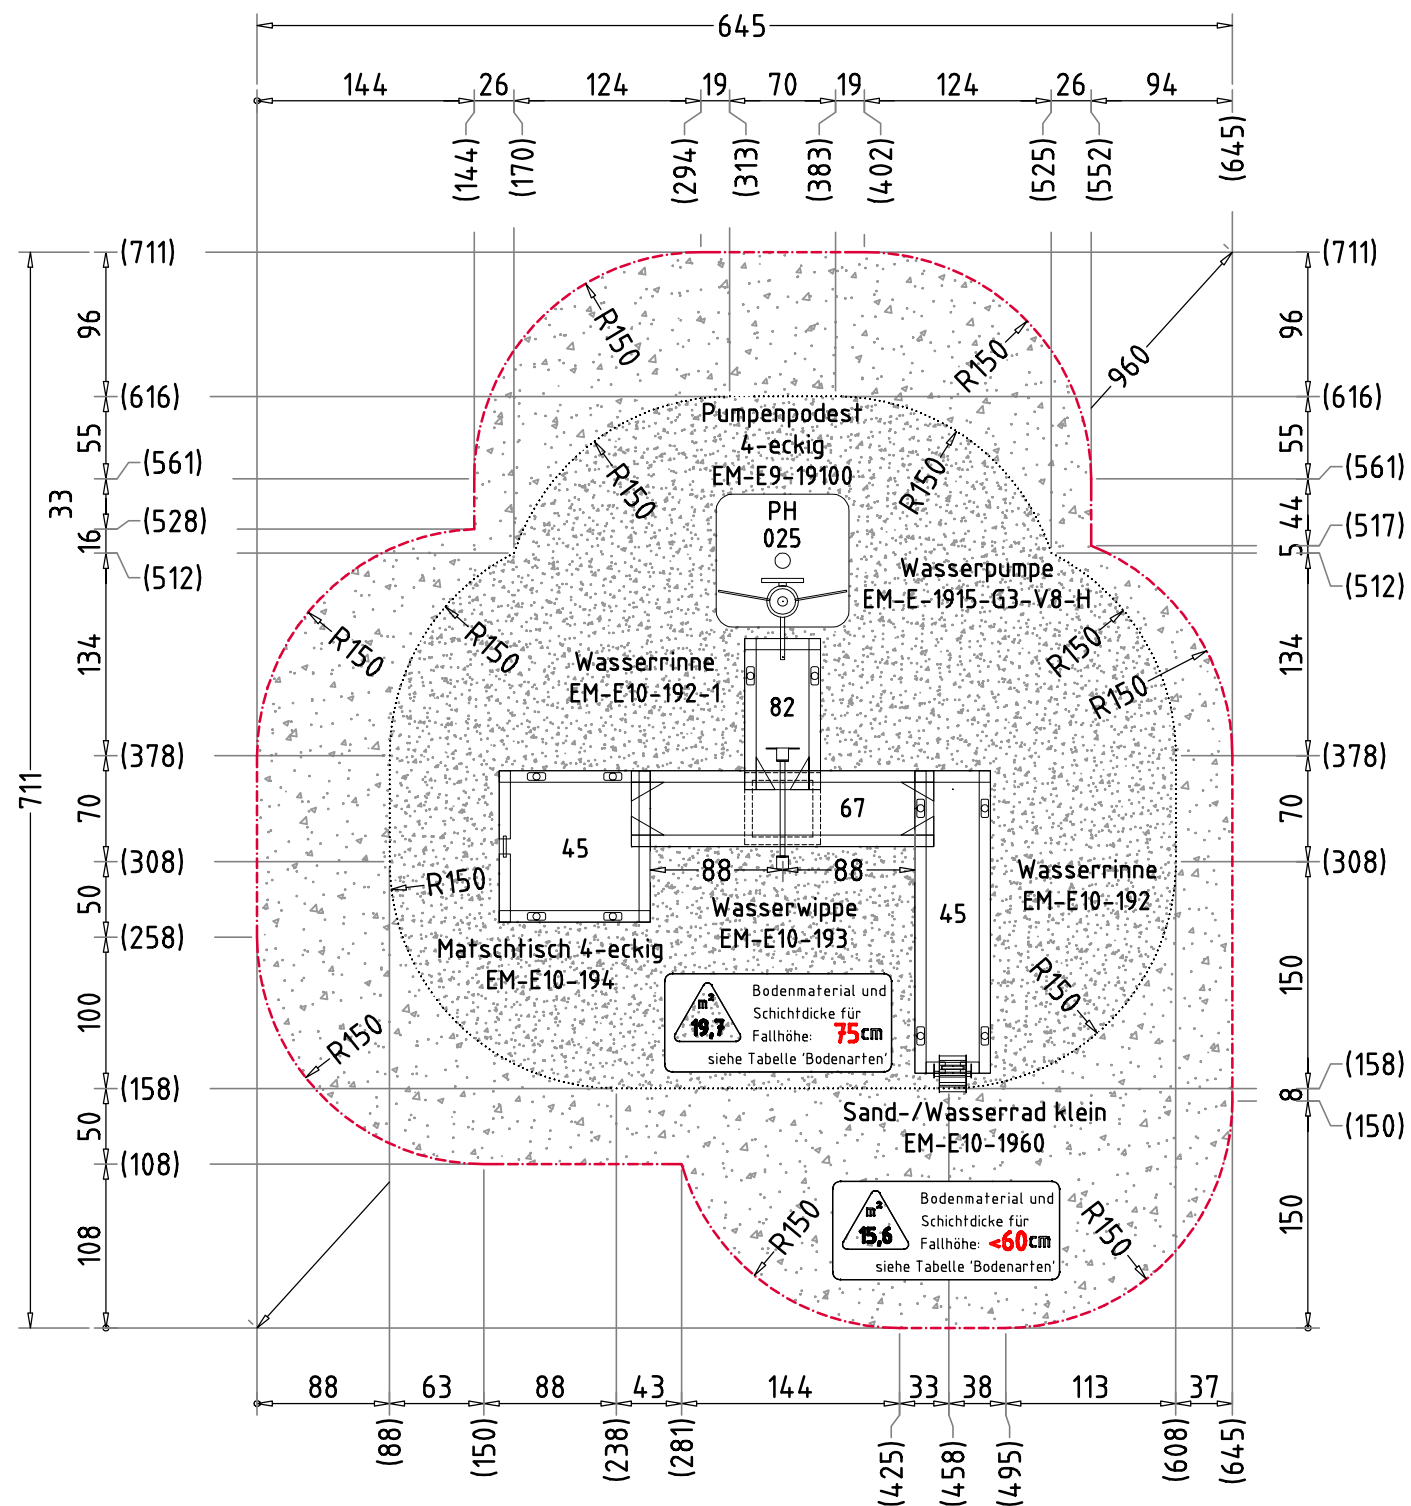 645
144 26 124 19 70 19 124 26 94
(144) (170) (294) (313) (383) (402) (525) (552) (645)
(711)
(711)
96
96
960
R150
R150
(616)
(616)
Pumpenpodest
4-eckig
EM-E9-19100
55
55
R150
R150
(561)
(561)
33
44
(528)
(517)
16
5
(512)
(512)
PH
025
Wasserpumpe
EM-E-1915-G3-V8-H
134
134
R150
R150
R150
R150
Wasserrinne
EM-E10-192-1
82
(378)
(378)
711
70
70
67
45
(308)
(308)
88 88
R150
Wasserrinne
EM-E10-192
50
45
Wasserwippe
EM-E10-193
(258)
Matschtisch 4-eckig
EM-E10-194
100
150
R150
R150
m²
19,7
Bodenmaterial und
Schichtdicke für
Fallhöhe: 75cm
siehe Tabelle 'Bodenarten'
(158)
(158)
8
(150)
50
Sand-/Wasserrad klein
EM-E10-1960
(108)
108
150
m²
15,6
Bodenmaterial und
Schichtdicke für
Fallhöhe: <60cm
siehe Tabelle 'Bodenarten'
R150
R150
88 63 88 43 144 33 38 113 37
(88) (150) (238) (281) (425) (458) (495) (608) (645)